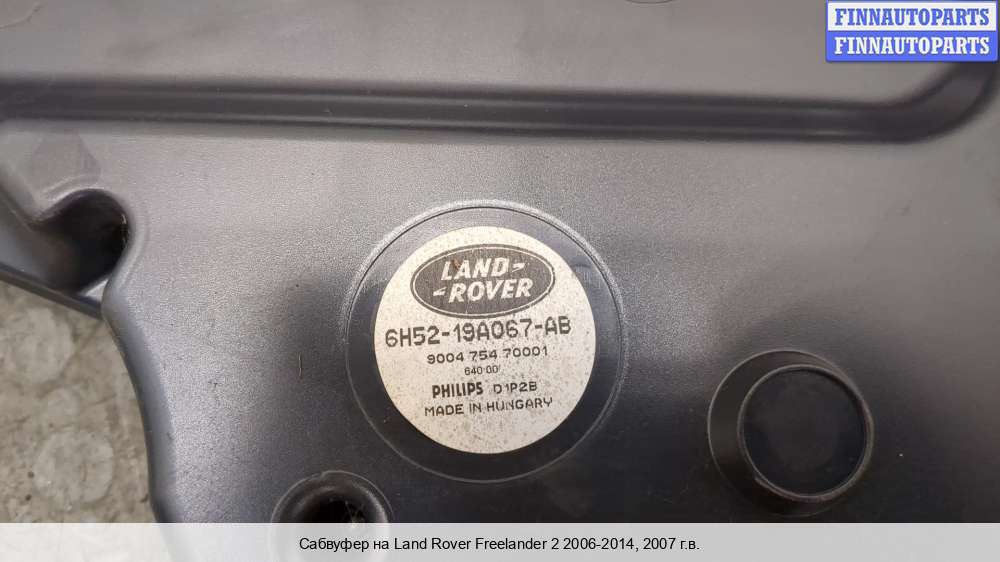 FINNAUTOPARTS
FINNAUTOPARTS
LAND-
-ROVER
6H52-19A067-AB
9004 754 70001
640 00
PHILIPS D1P2B
MADE IN HUNGARY
Сабвуфер на Land Rover Freelander 2 2006-2014, 2007 г.в.